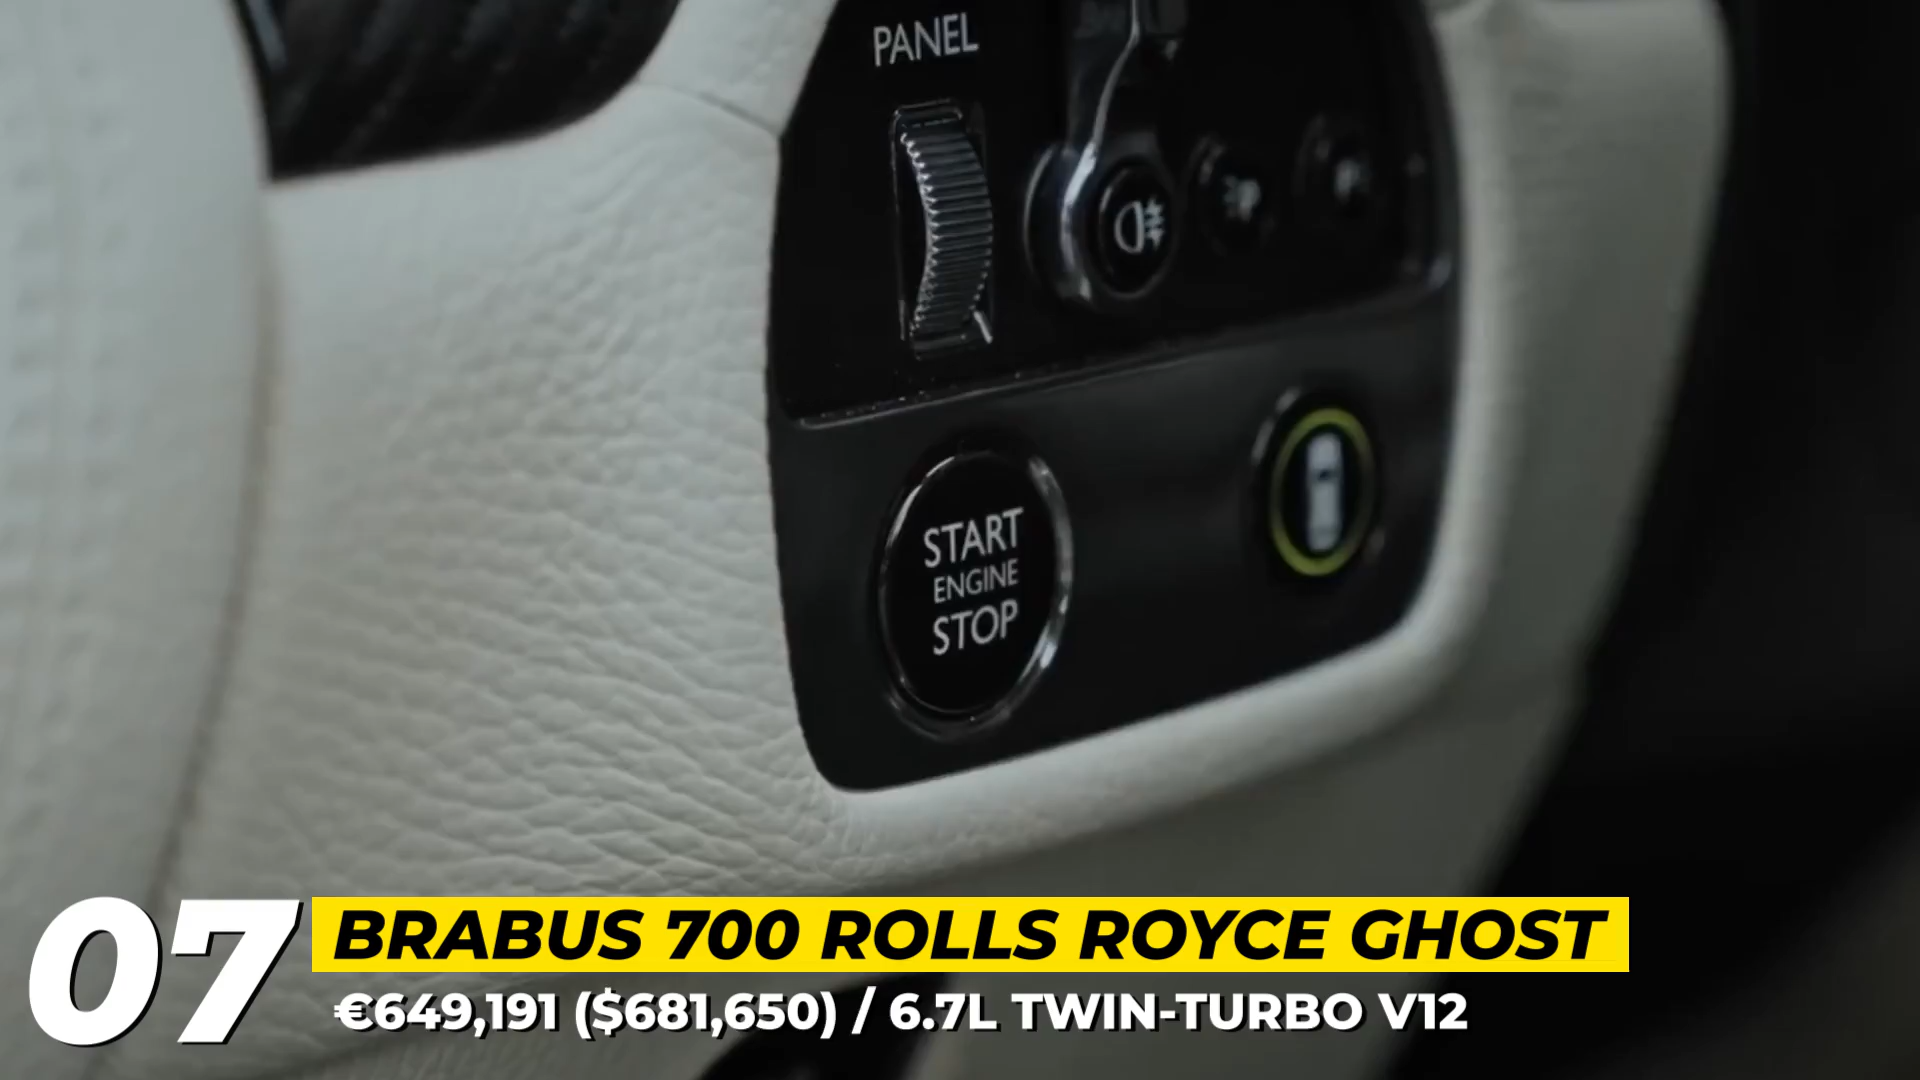 PANEL
START
ENGINE
STOP
07
BRABUS 700 ROLLS ROYCE GHOST
€649,191 ($681,650) / 6.7L TWIN-TURBO V12